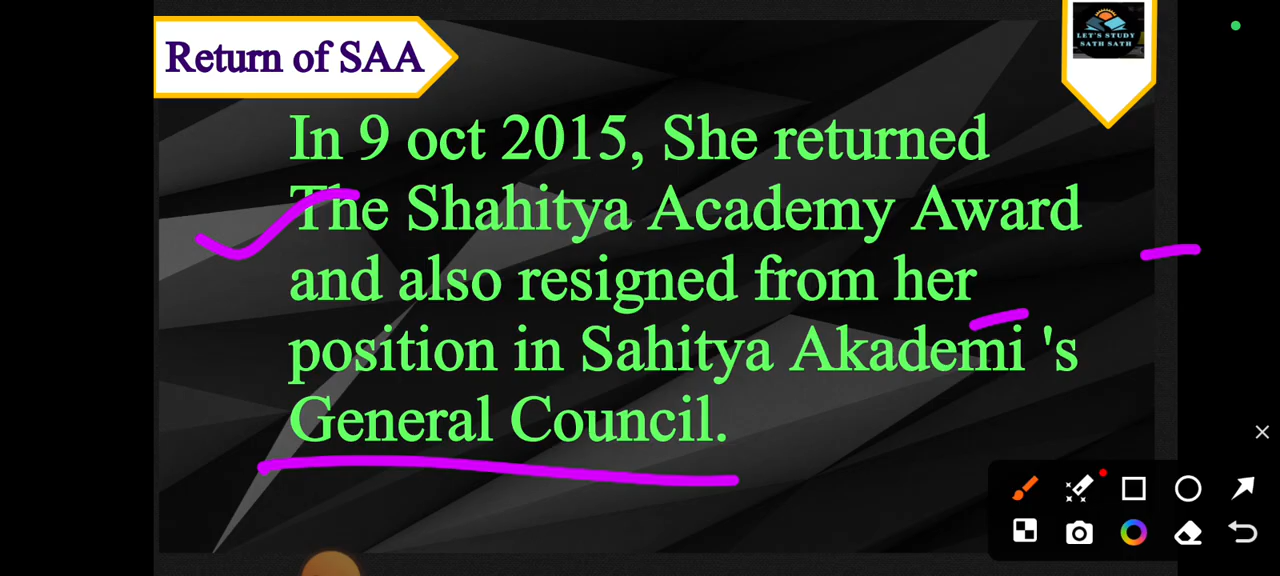 Return of SAA
LET'S STUDY
SATH SATH
In 9 oct 2015, She returned
The Shahitya Academy Award
and also resigned from her
position in Sahitya Akademi 's
General Council.